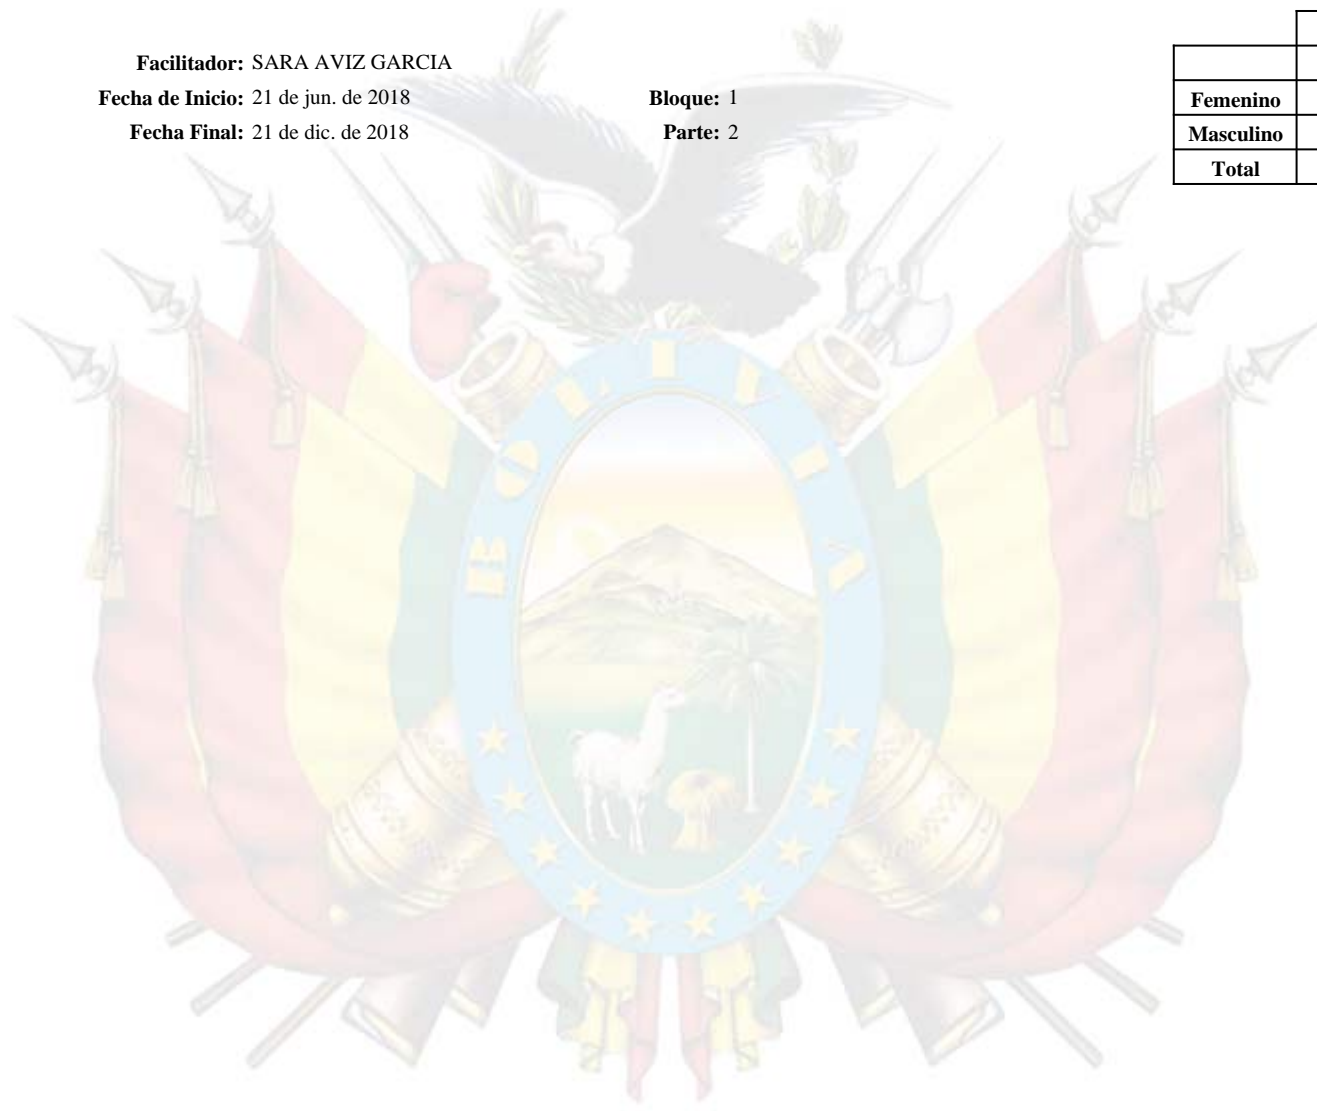 Facilitador: SARA AVIZ GARCIA
Fecha de Inicio: 21 de jun. de 2018 Bloque: 1
Fecha Final: 21 de dic. de 2018 Parte: 2
Femenino
Masculino
Total
BOLIVIA